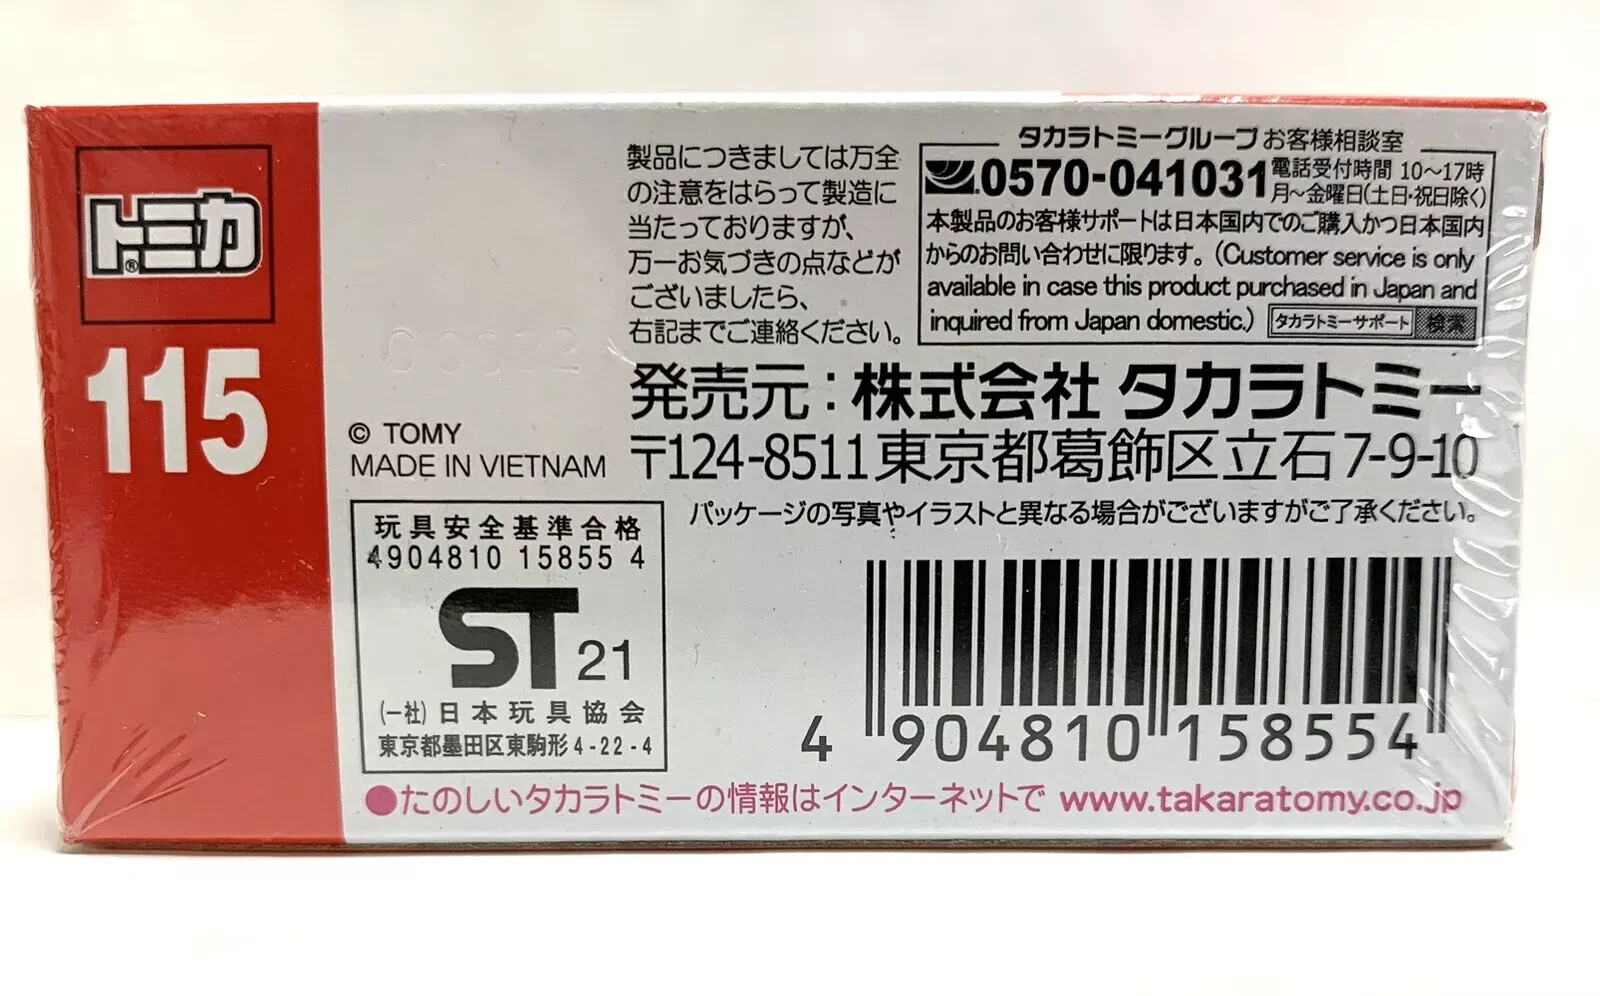 トミカ®
115
製品につきましては万全
の注意をはらって製造に
当たっておりますが、
万一お気づきの点などが
ございましたら、
右記までご連絡ください。
タカラトミーグループお客様相談室
0570-041031
電話受付時間 10～17時
月～金曜日(土日・祝日除く)
本製品のお客様サポートは日本国内でのご購入かつ日本国内
からのお問い合わせに限ります。(Customer service is only
available in case this product purchased in Japan and
inquired from Japan domestic.) タカラトミーサポート 検索
発売元：株式会社 タカラトミー
〒124-8511東京都葛飾区立石7-9-10
パッケージの写真やイラストと異なる場合がございますがご了承ください。
© TOMY
MADE IN VIETNAM
玩具安全基準合格
4904810 15855 4
ST 21
(一社)日本玩具協会
東京都墨田区東駒形4-22-4
4 904810 158554
●たのしいタカラトミーの情報はインターネットで www.takaratomy.co.jp